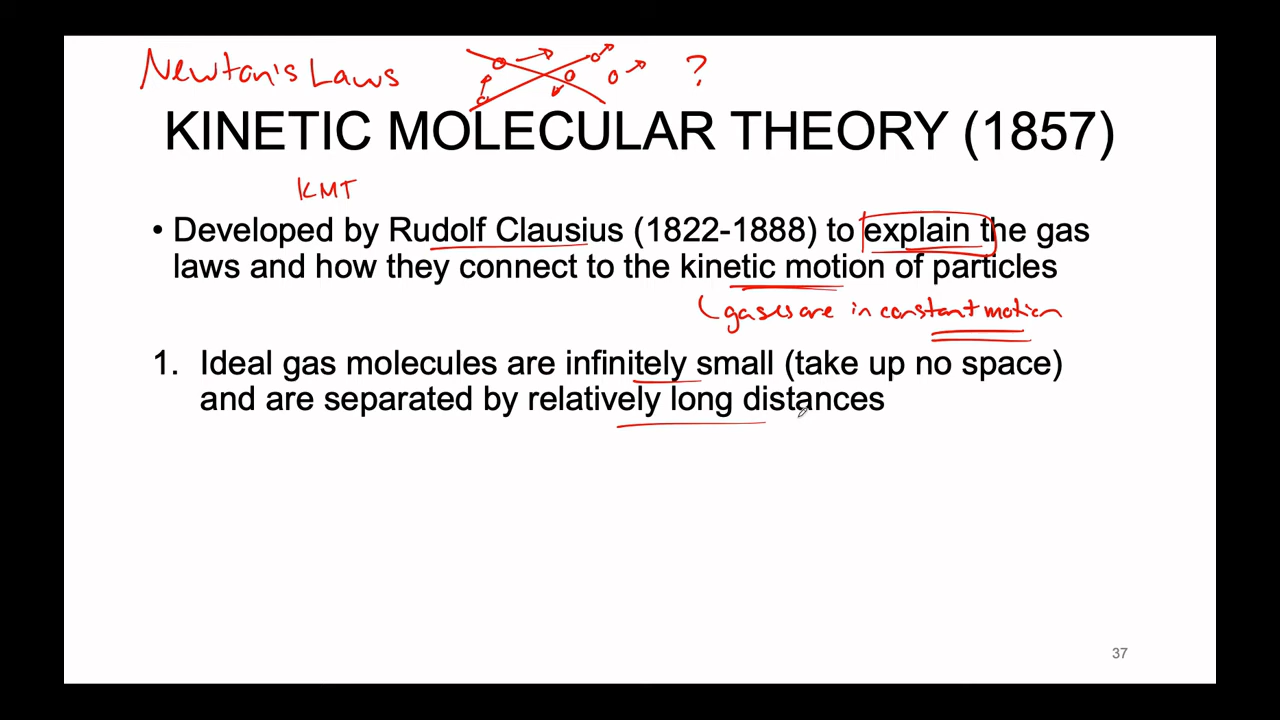 Newton's Laws ?
KINETIC MOLECULAR THEORY (1857)
KMT
• Developed by Rudolf Clausius (1822-1888) to explain the gas
laws and how they connect to the kinetic motion of particles
gases are in constant motion
1. Ideal gas molecules are infinitely small (take up no space)
and are separated by relatively long distances
37